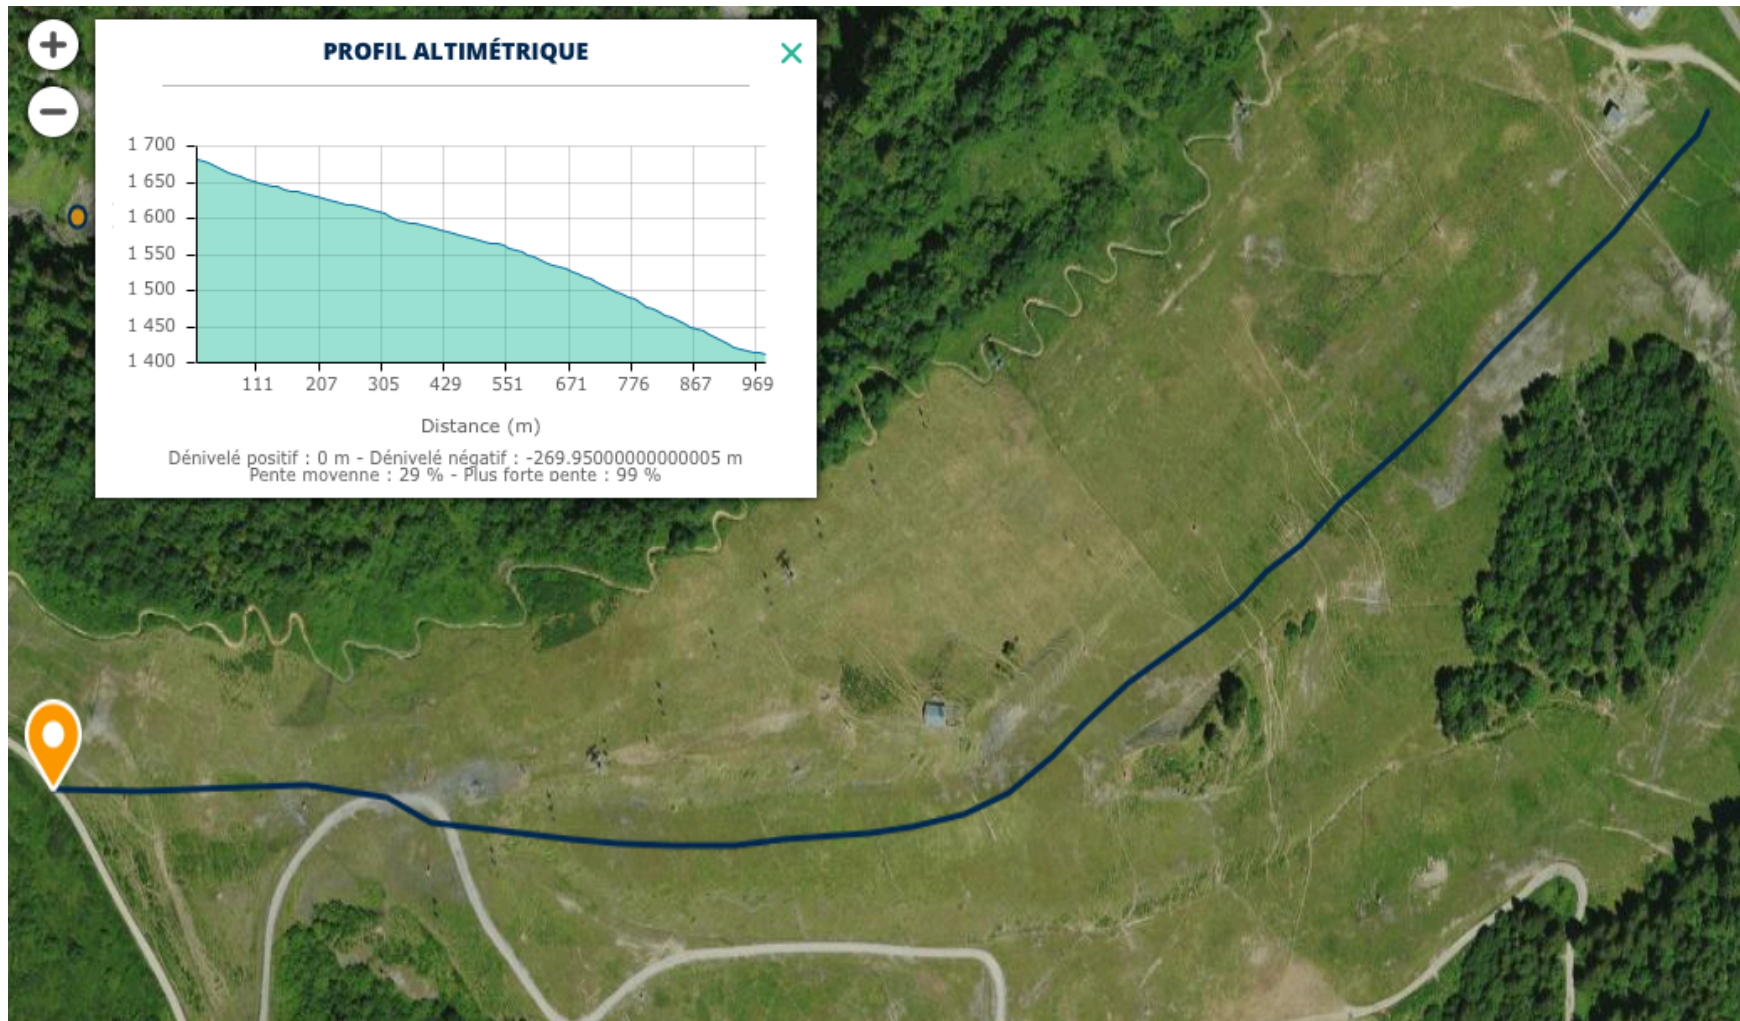 PROFIL ALTIMÉTRIQUE
1 700
1 650
1 600
1 550
1 500
1 450
1 400
111 207 305 429 551 671 776 867 969
Distance (m)
Dénivelé positif : 0 m - Dénivelé négatif : -269.95000000000005 m
Pente moyenne : 29 % - Plus forte pente : 99 %